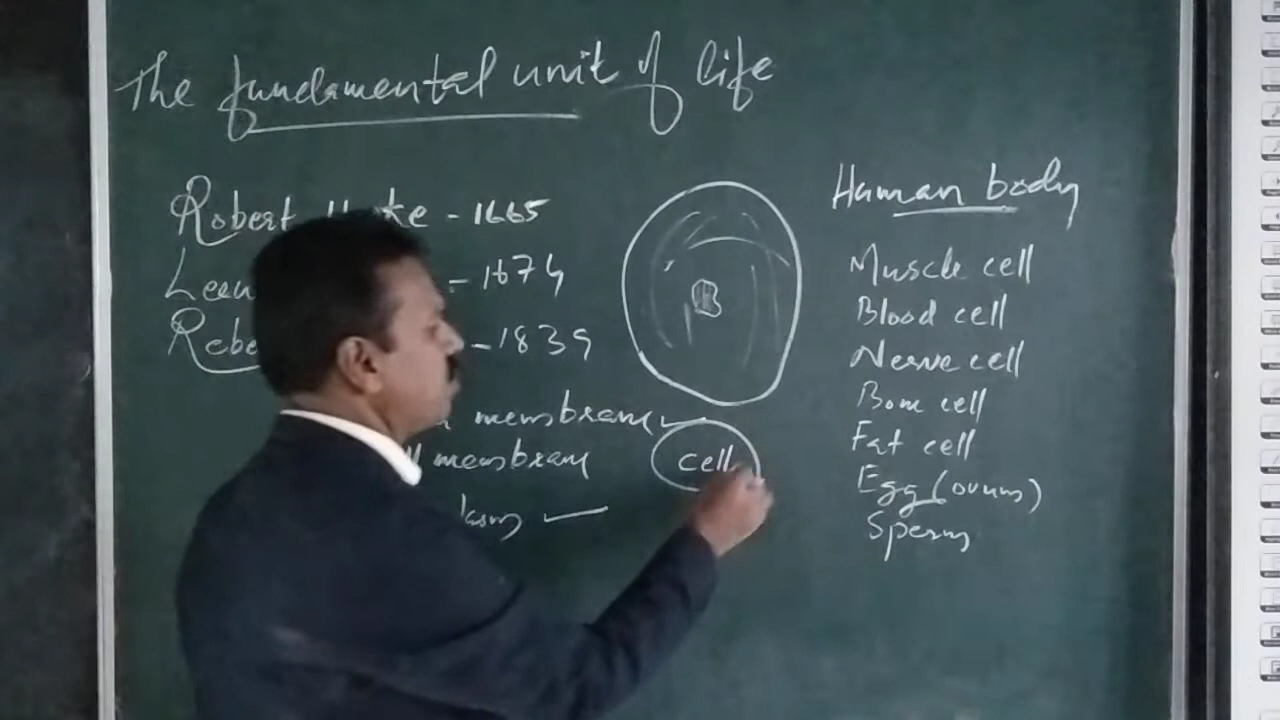 The fundamental unit of life
Robert - 1665
- 1674
- 1839
membrane
membran
cell
Human body
Muscle cell
Blood cell
Nerve cell
Bone cell
Fat cell
Egg (ovum)
Sperm